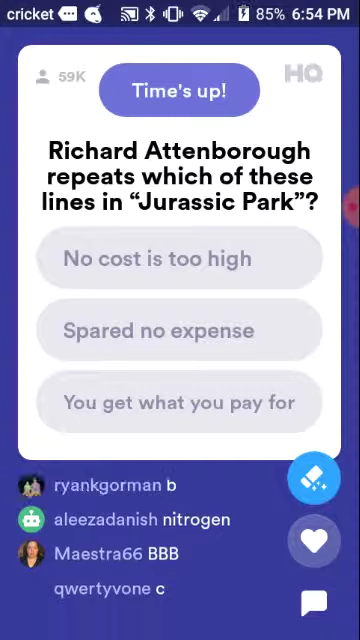 cricket 85% 6:54 PM
59K Time's up! HQ
Richard Attenborough
repeats which of these
lines in “Jurassic Park”?
No cost is too high
Spared no expense
You get what you pay for
ryankgorman b
aleezadanish nitrogen
Maestra66 BBB
qwertyvone c